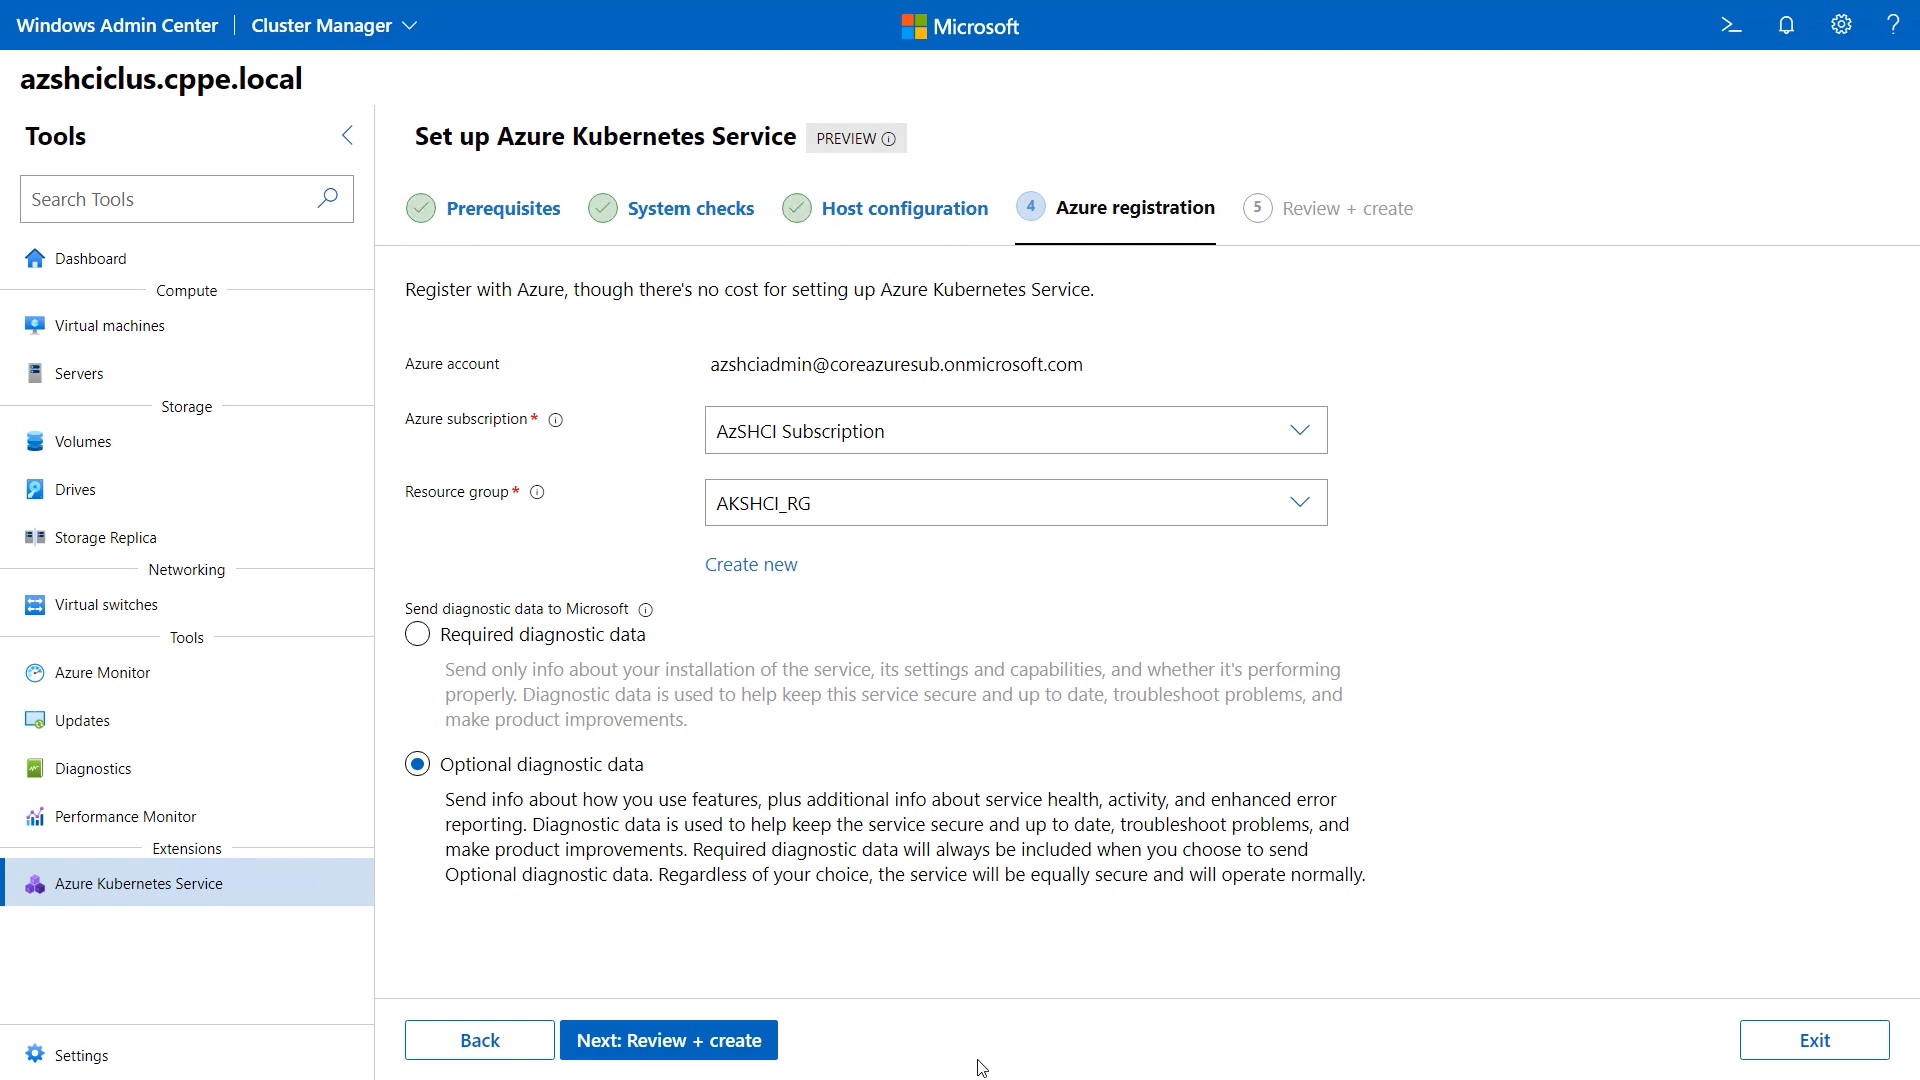 Windows Admin Center
Cluster Manager
Microsoft
azshciclus.cppe.local
Tools
Search Tools
Dashboard
Compute
Virtual machines
Servers
Storage
Volumes
Drives
Storage Replica
Networking
Virtual switches
Tools
Azure Monitor
Updates
Diagnostics
Performance Monitor
Extensions
Azure Kubernetes Service
Settings
Set up Azure Kubernetes Service
PREVIEW
Prerequisites
System checks
Host configuration
4 Azure registration
5 Review + create
Register with Azure, though there's no cost for setting up Azure Kubernetes Service.
Azure account
azshciadmin@coreazuresub.onmicrosoft.com
Azure subscription*
AzSHCI Subscription
Resource group*
AKSHCI_RG
Create new
Send diagnostic data to Microsoft
Required diagnostic data
Send only info about your installation of the service, its settings and capabilities, and whether it's performing
properly. Diagnostic data is used to help keep this service secure and up to date, troubleshoot problems, and
make product improvements.
Optional diagnostic data
Send info about how you use features, plus additional info about service health, activity, and enhanced error
reporting. Diagnostic data is used to help keep the service secure and up to date, troubleshoot problems, and
make product improvements. Required diagnostic data will always be included when you choose to send
Optional diagnostic data. Regardless of your choice, the service will be equally secure and will operate normally.
Back
Next: Review + create
Exit